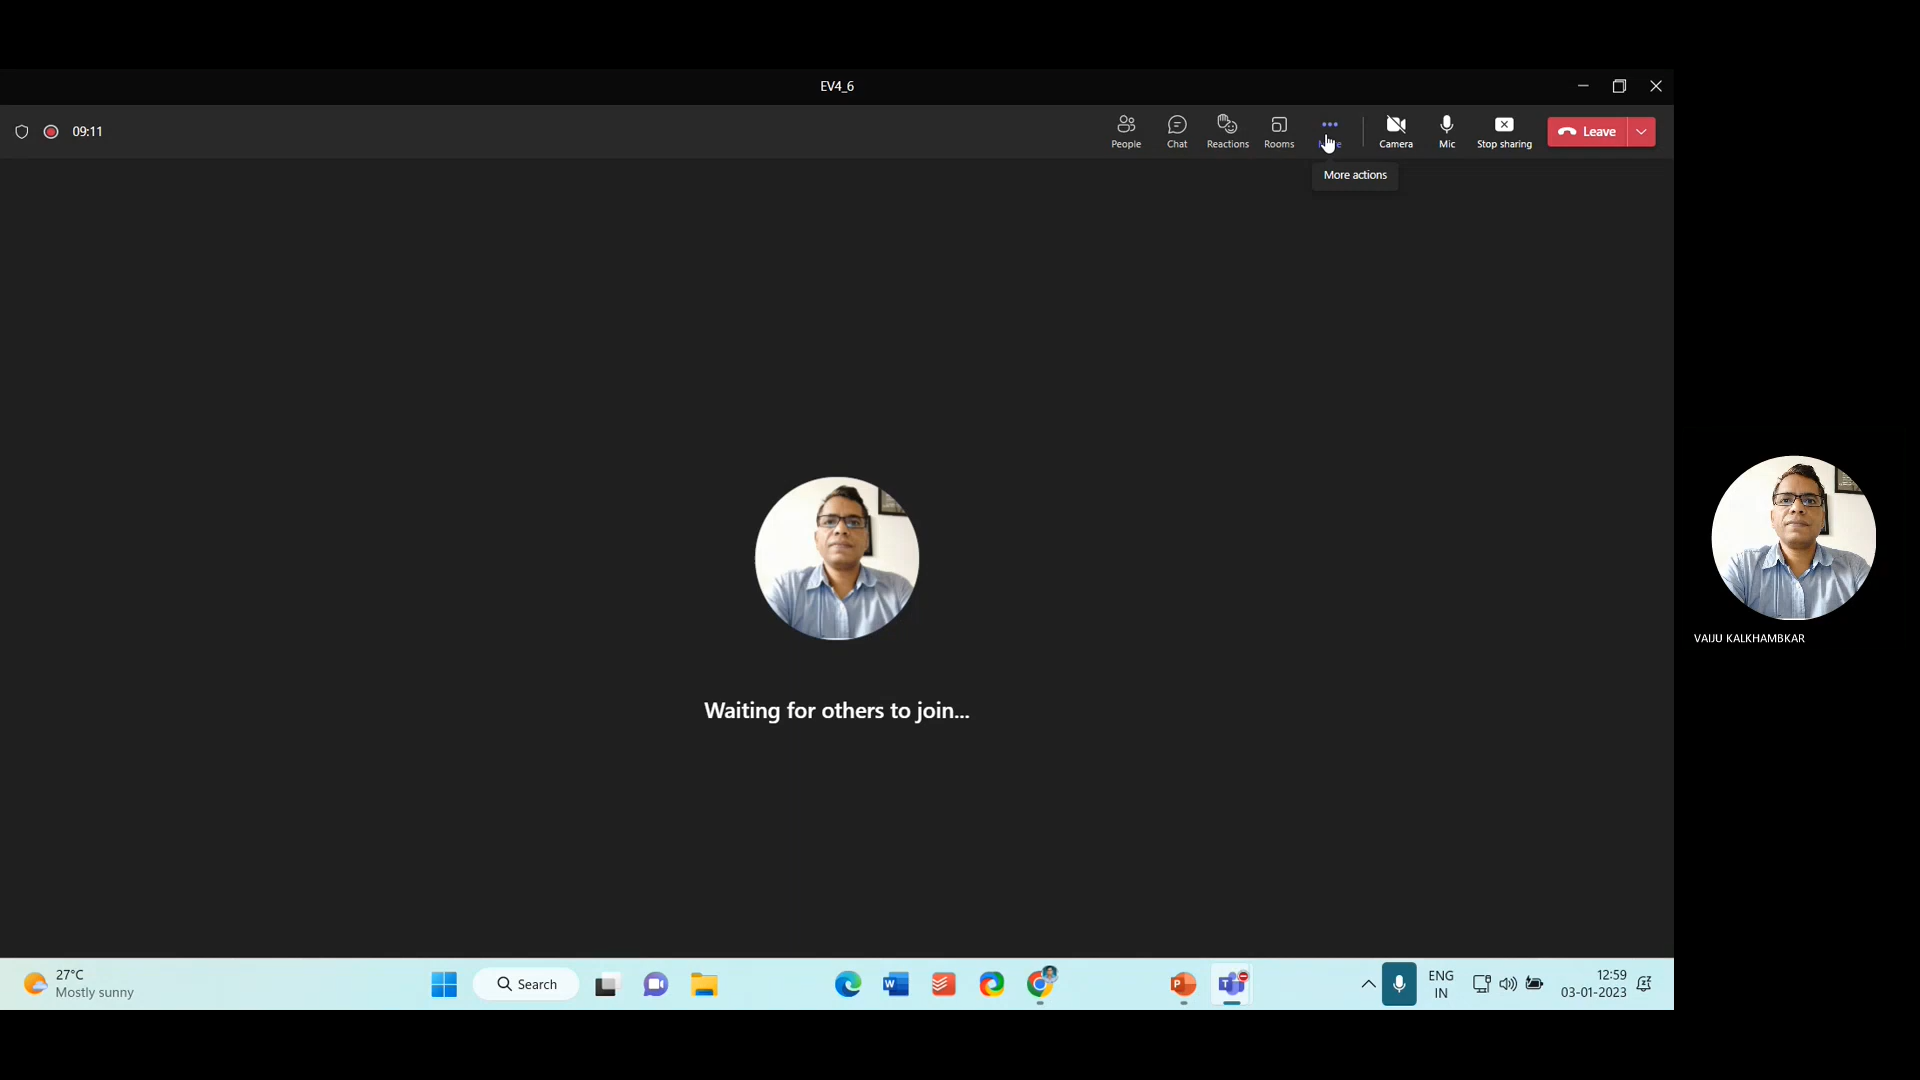 EV4_6
09:11
People
Chat
Reactions
Rooms
Camera
Mic
Stop sharing
Leave
More actions
Waiting for others to join...
VAIJU KALKHAMBKAR
27°C
Mostly sunny
Search
ENG
IN
12:59
03-01-2023